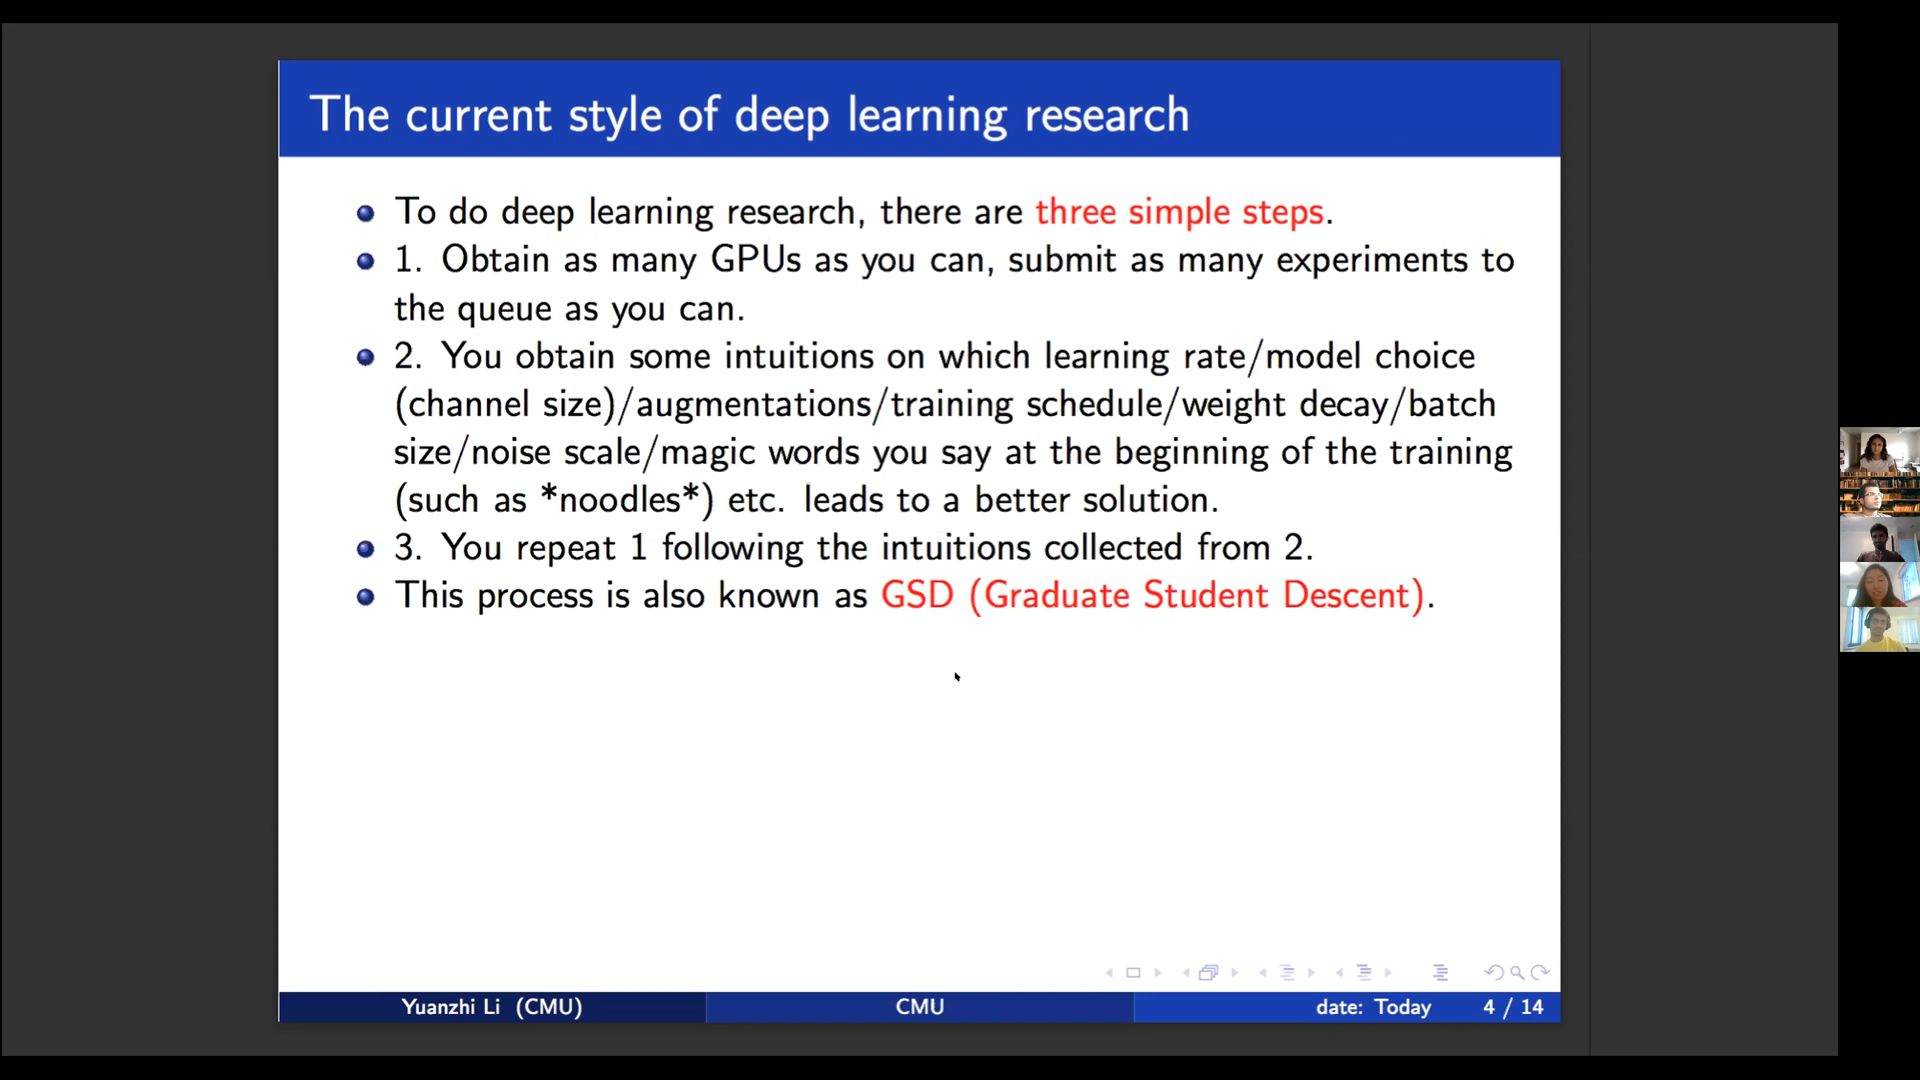 The current style of deep learning research
To do deep learning research, there are three simple steps.
1. Obtain as many GPUs as you can, submit as many experiments to
the queue as you can.
2. You obtain some intuitions on which learning rate/model choice
(channel size)/augmentations/training schedule/weight decay/batch
size/noise scale/magic words you say at the beginning of the training
(such as *noodles*) etc. leads to a better solution.
3. You repeat 1 following the intuitions collected from 2.
This process is also known as GSD (Graduate Student Descent).
Yuanzhi Li (CMU) CMU date: Today 4 / 14